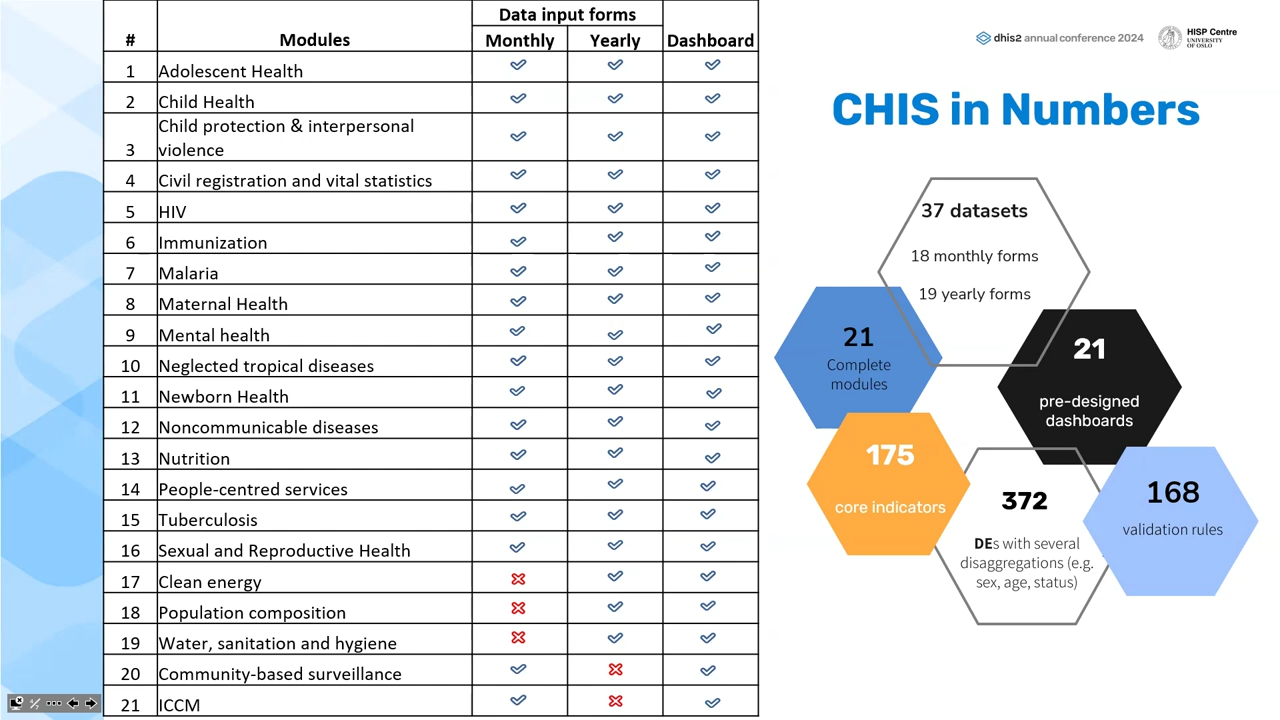 Data input forms
# Modules Monthly Yearly Dashboard
1 Adolescent Health
2 Child Health
3 Child protection & interpersonal
violence
4 Civil registration and vital statistics
5 HIV
6 Immunization
7 Malaria
8 Maternal Health
9 Mental health
10 Neglected tropical diseases
11 Newborn Health
12 Noncommunicable diseases
13 Nutrition
14 People-centred services
15 Tuberculosis
16 Sexual and Reproductive Health
17 Clean energy
18 Population composition
19 Water, sanitation and hygiene
20 Community-based surveillance
21 ICCM
dhis2 annual conference 2024
HISP Centre
UNIVERSITY
OF OSLO
CHIS in Numbers
37 datasets
18 monthly forms
19 yearly forms
21
Complete
modules
21
pre-designed
dashboards
175
core indicators
372
DEs with several
disaggregations (e.g.
sex, age, status)
168
validation rules